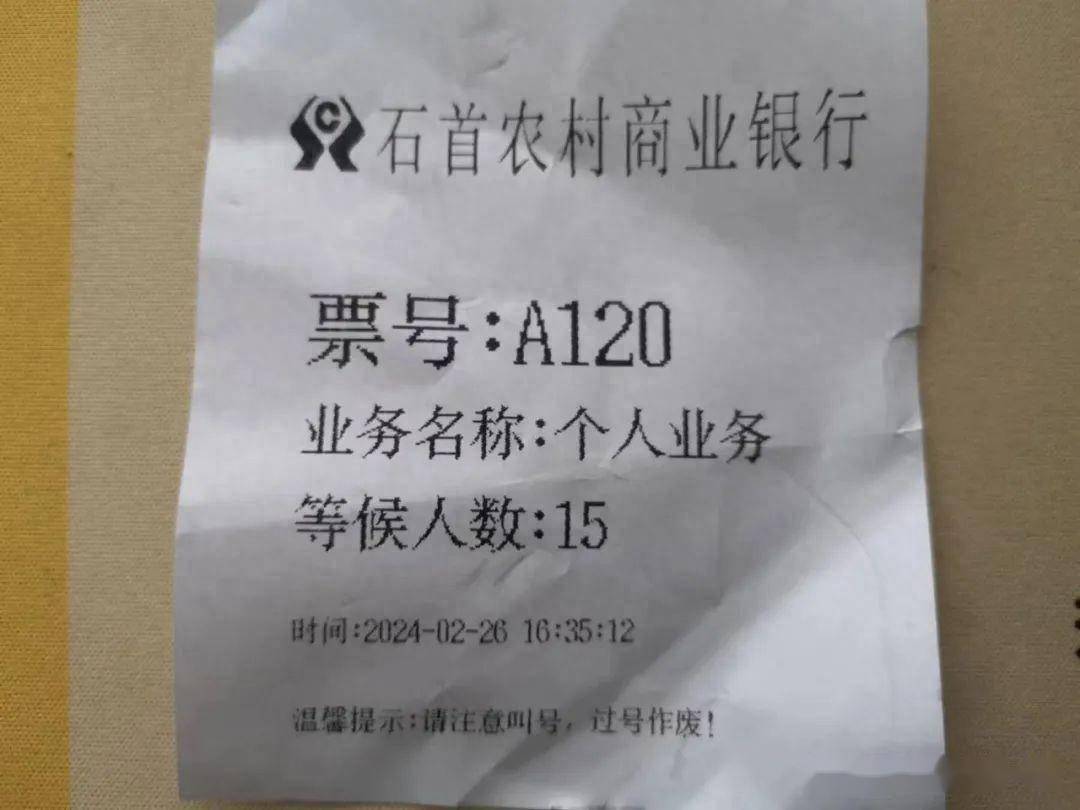 石首农村商业银行
票号:A120
业务名称:个人业务
等候人数:15
时间:2024-02-26 16:35:12
温馨提示:请注意叫号，过号作废!